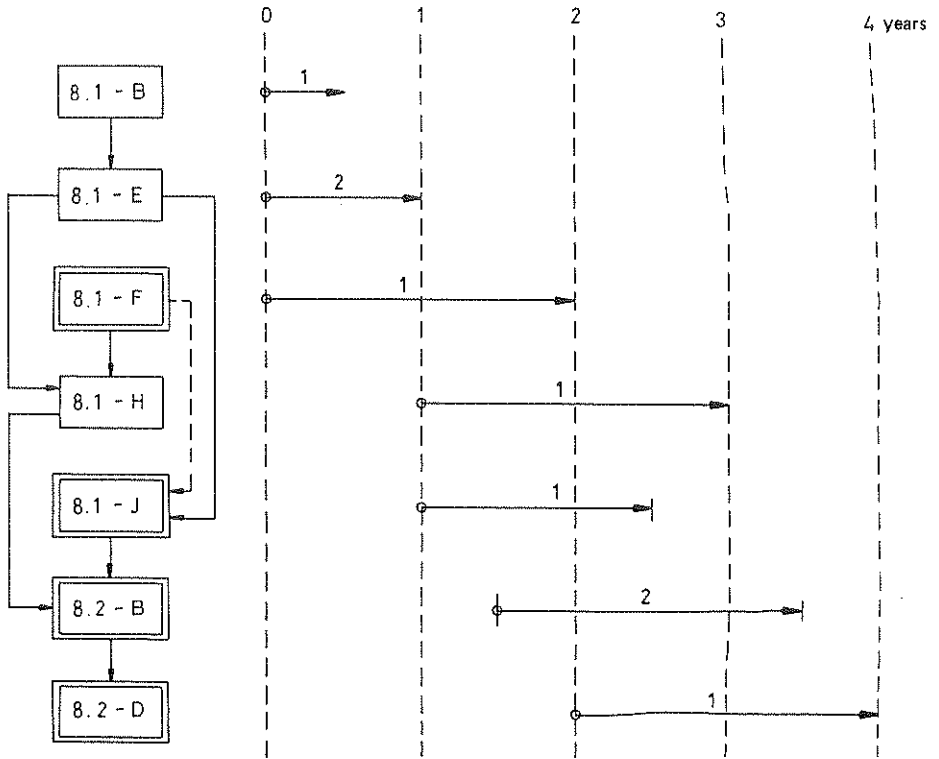 0 1 2 3 4 years
8.1 - B 1
8.1 - E 2
8.1 - F 1
8.1 - H 1
8.1 - J 1
8.2 - B 2
8.2 - D 1